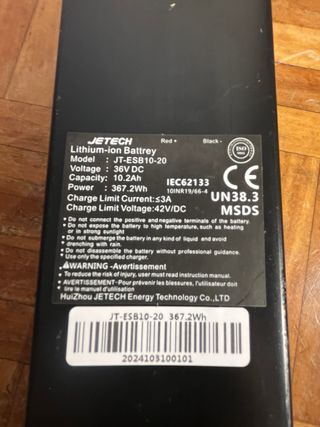 JETECH Red + Black -
Lithium-ion Battrey
Model : JT-ESB10-20
Voltage : 36V DC
Capacity: 10.2Ah
Power : 367.2Wh
Charge Limit Current:≤3A
Charge Limit Voltage:42V/DC
IEC62133
10INR19/66-4
CE
ISO
UN38.3
MSDS
• Do not connect the positive and negative terminals of the battery.
• Do not expose the battery to high temperature, such as heating
or strong sunlight.
• Do not submerge the battery in any kind of liquid and avoid
drenching with rain.
• Do not disassemble the battery without professional guidance.
• Use only the specified charger.
WARNING -Avertissement
-To reduce the risk of injury, user must read instruction manual.
• AVERTISSEMENT-Pour prévenir les blessures, l'utilisateur doit
lire le manuel d'utilisation.
HuiZhou JETECH Energy Technology Co.,LTD
JT-ESB10-20 367.2Wh
2024103100101